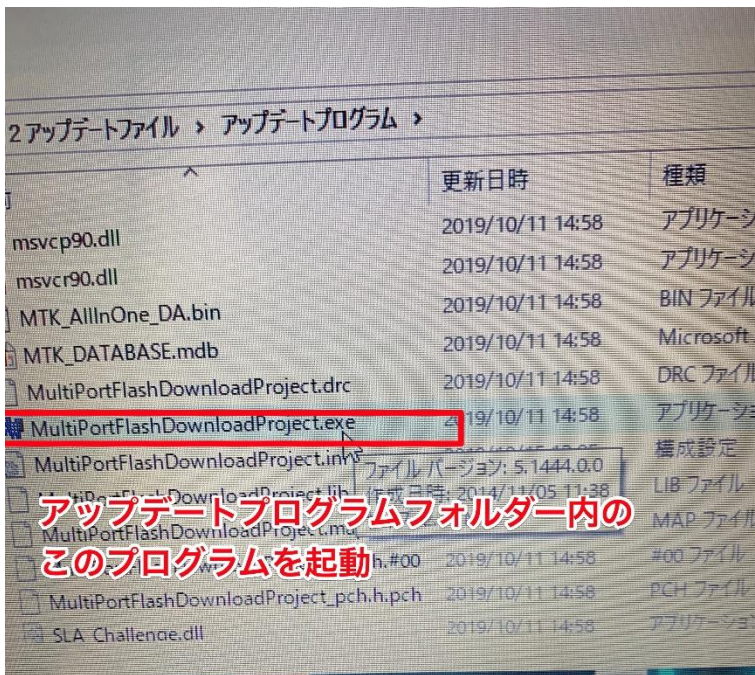 2 アップデートファイル › アップデートプログラム ›
更新日時 種類
msvcp90.dll 2019/10/11 14:58 アプリケーシ
msvcr90.dll 2019/10/11 14:58 アプリケーシ
MTK_AllInOne_DA.bin 2019/10/11 14:58 BIN ファイル
MTK_DATABASE.mdb 2019/10/11 14:58 Microsoft
MultiPortFlashDownloadProject.drc 2019/10/11 14:58 DRC ファイル
MultiPortFlashDownloadProject.exe 19/10/11 14:58 アプリケーショ
MultiPortFlashDownloadProject.in 構成設定
ファイル バージョン: 5.1444.0.0
LIB ファイル
作成日時: 2014/11/05 11:38
アップデートプログラムフォルダー内の
MAP ファイル
このプログラムを起動
h.#00 2019/10/11 14:58 #00 ファイル
MultiPortFlashDownloadProject_pch.h.pch 2019/10/11 14:58 PCH ファイル
SLA_Challenge.dll 2019/10/11 14:58 アプリケーショ